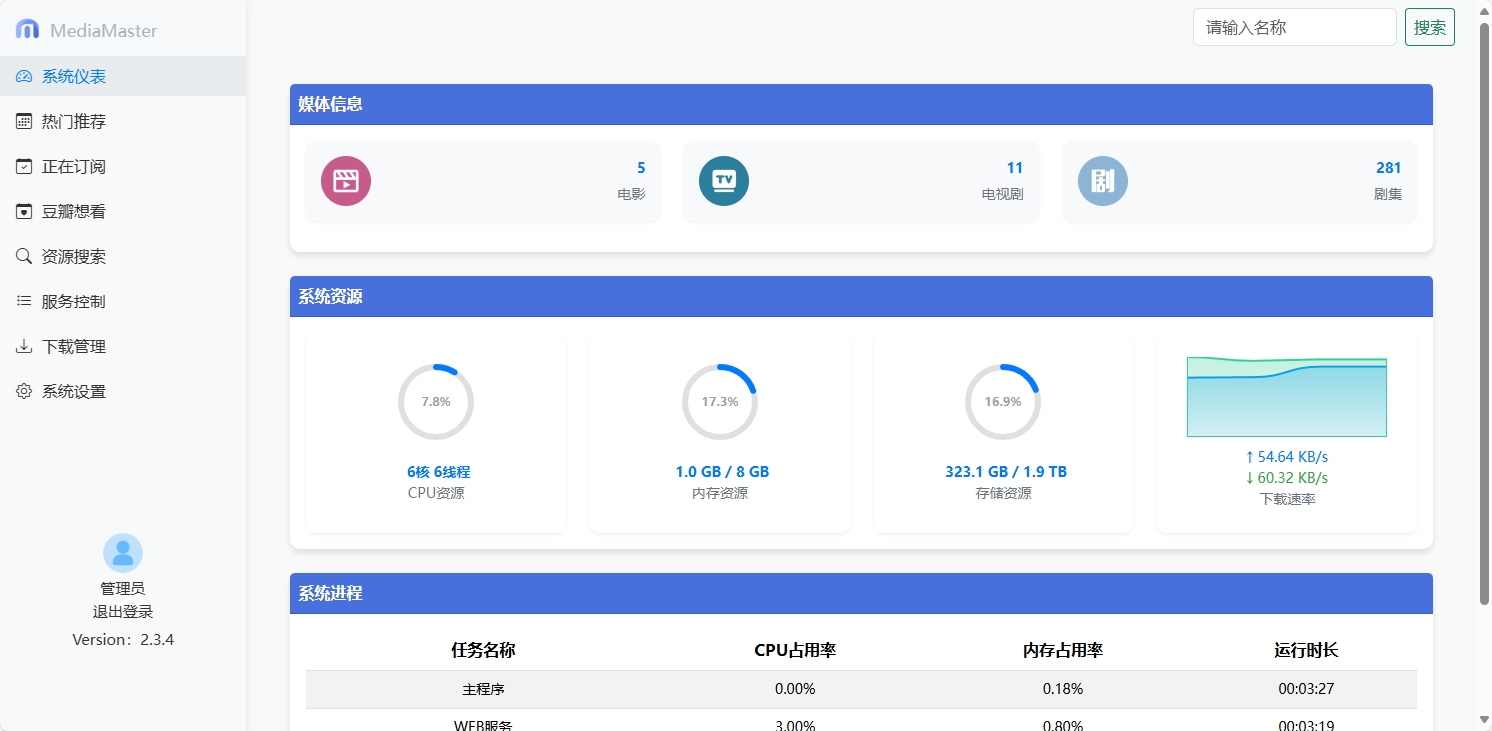 MediaMaster
请输入名称
搜索
系统仪表
热门推荐
正在订阅
豆瓣想看
资源搜索
服务控制
下载管理
系统设置
管理员
退出登录
Version：2.3.4
媒体信息
5
电影
TV
11
电视剧
281
剧集
系统资源
7.8%
6核 6线程
CPU资源
17.3%
1.0 GB / 8 GB
内存资源
16.9%
323.1 GB / 1.9 TB
存储资源
↑ 54.64 KB/s
↓ 60.32 KB/s
下载速率
系统进程
任务名称 CPU占用率 内存占用率 运行时长
主程序 0.00% 0.18% 00:03:27
WEB服务 3.00% 0.80% 00:03:19